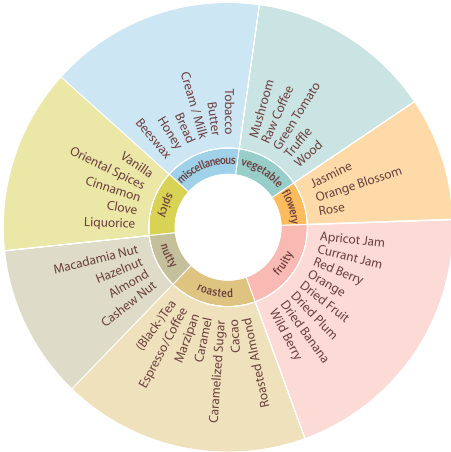 miscellaneous
Beeswax
Honey
Bread
Cream / Milk
Butter
Tobacco
vegetable
Mushroom
Raw Coffee
Green Tomato
Truffle
Wood
flowery
Jasmine
Orange Blossom
Rose
fruity
Apricot Jam
Currant Jam
Red Berry
Orange
Dried Fruit
Dried Plum
Dried Banana
Wild Berry
roasted
Roasted Almond
Cacao
Caramelized Sugar
Caramel
Marzipan
Espresso/Coffee
(Black-)Tea
nutty
Cashew Nut
Almond
Hazelnut
Macadamia Nut
spicy
Liquorice
Clove
Cinnamon
Oriental Spices
Vanilla